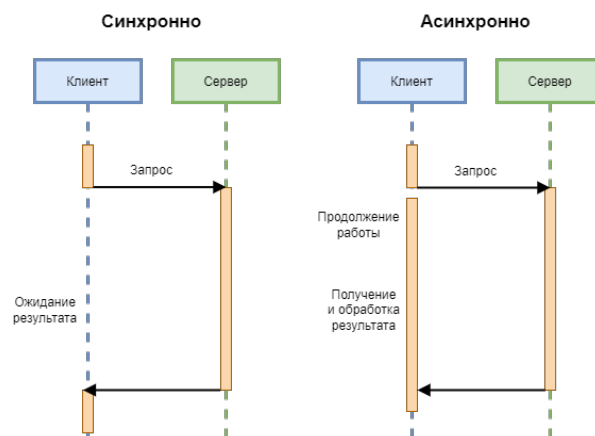 Синхронно
Клиент
Сервер
Запрос
Ожидание
результата
Асинхронно
Клиент
Сервер
Запрос
Продолжение
работы
Получение
и обработка
результата